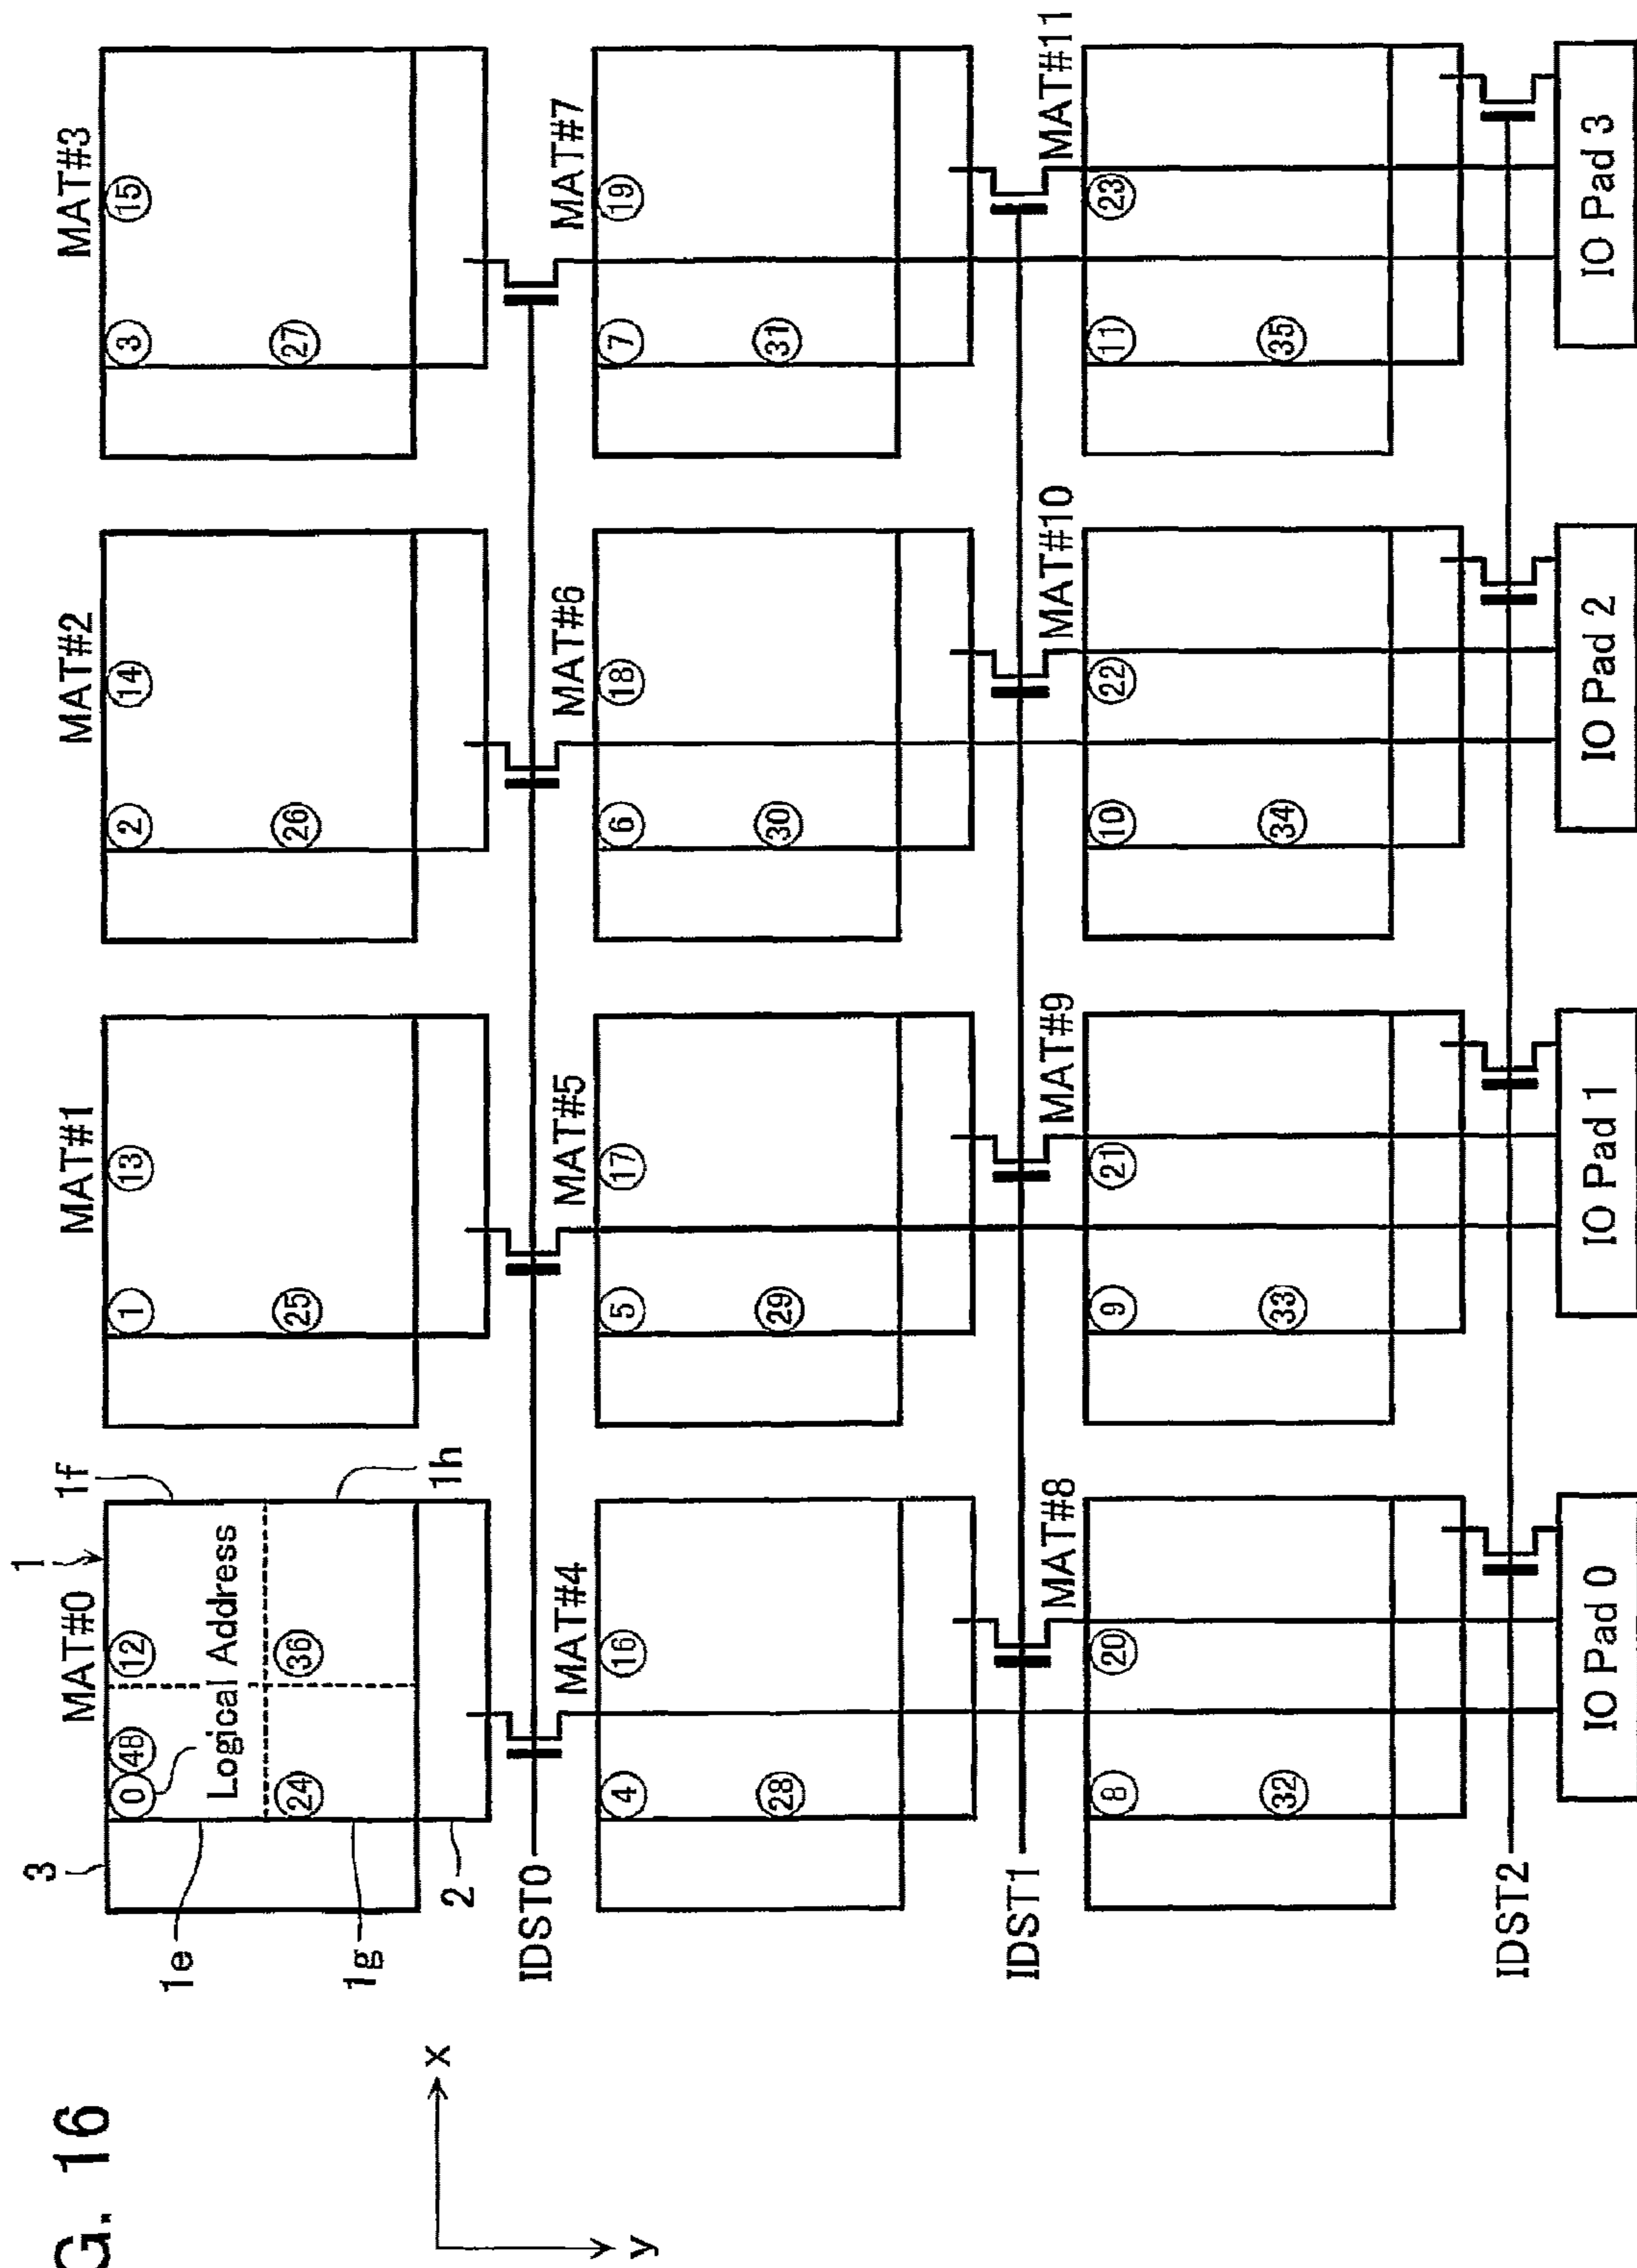 G. 16
x
y
1
MAT#0 MAT#1 MAT#2 MAT#3
3
0 48 12 1f
Logical Address
1e
24 36 1h
1g
2
1 13
25
2 14
26
3 15
27
IDST0
MAT#4 MAT#5 MAT#6 MAT#7
4 16 5 17 6 18 7 19
28 29 30 31
IDST1
MAT#8 MAT#9 MAT#10 MAT#11
8 20 9 21 10 22 11 23
32 33 34 35
IDST2
IO Pad 0 IO Pad 1 IO Pad 2 IO Pad 3